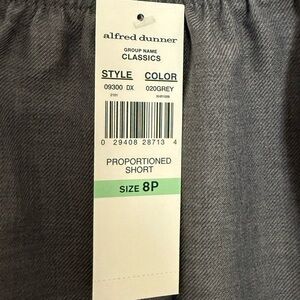 alfred dunner
GROUP NAME
CLASSICS
STYLE COLOR
09300 DX 020GREY
0 29408 28713 4
PROPORTIONED
SHORT
SIZE 8P